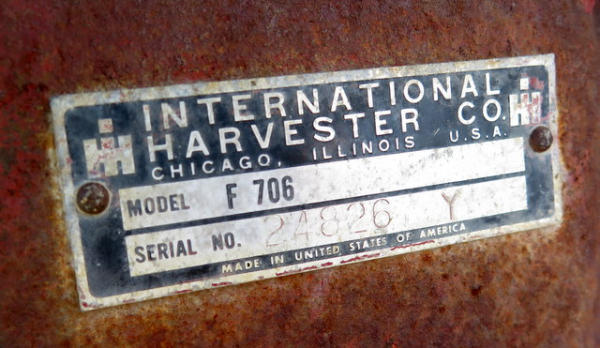 INTERNATIONAL
HARVESTER CO.
CHICAGO, ILLINOIS U.S.A.
MODEL F 706
SERIAL NO. 24826 Y
MADE IN UNITED STATES OF AMERICA